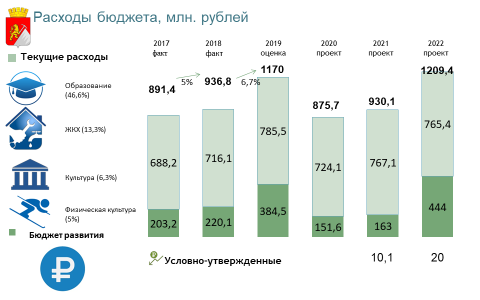 Расходы бюджета, млн. рублей
2017 факт
2018 факт
2019 оценка
2020 проект
2021 проект
2022 проект
Текущие расходы
891,4
5%
936,8
6,7%
1170
875,7
930,1
1209,4
Образование
(46,6%)
ЖКХ (13,3%)
Культура (6,3%)
Физическая культура
(5%)
688,2
716,1
785,5
724,1
767,1
765,4
203,2
220,1
384,5
151,6
163
444
Бюджет развития
Условно-утвержденные
10,1
20